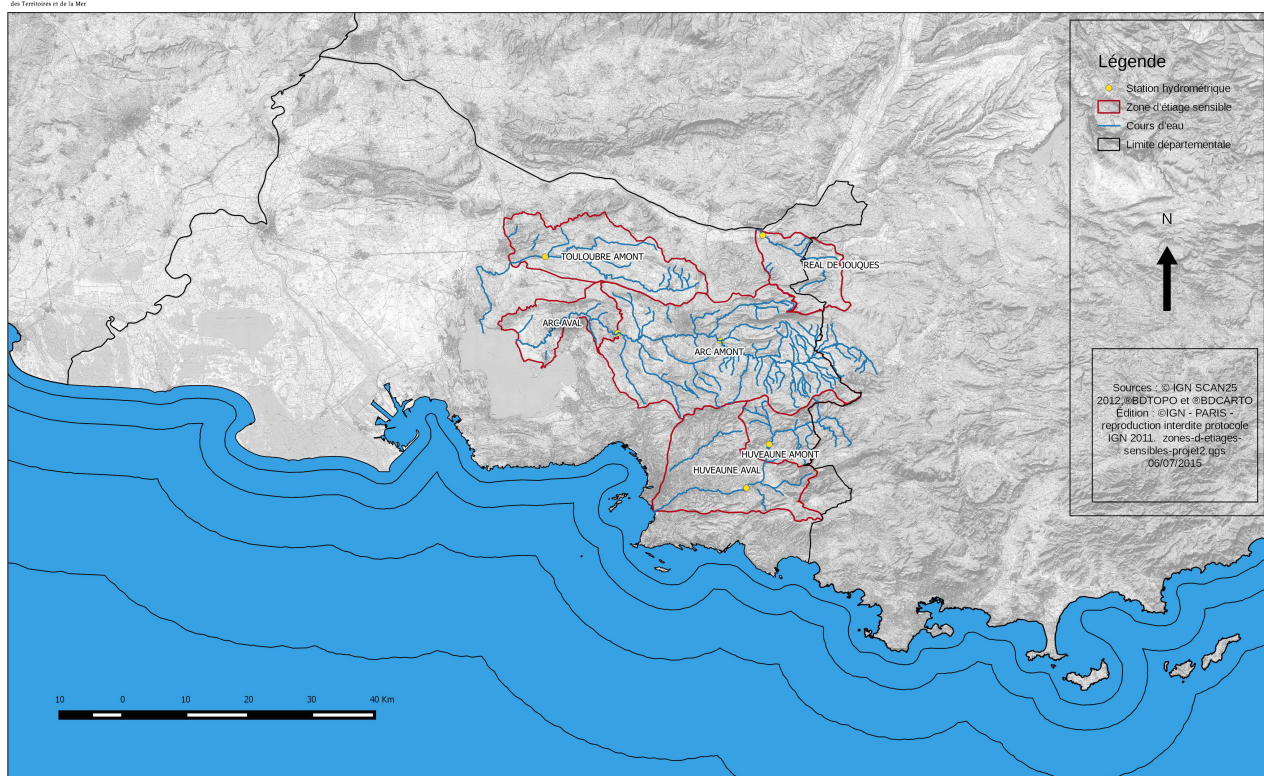 des Territoires et de la Mer
Légende
Station hydrométrique
Zone d'étiage sensible
Cours d'eau
Limite départementale
N
TOULOUBRE AMONT
REAL DE JOUQUES
ARC AVAL
ARC AMONT
HUVEAUNE AMONT
HUVEAUNE AVAL
Sources : © IGN SCAN25
2012,®BDTOPO et ®BDCARTO
Édition : ©IGN - PARIS -
reproduction interdite protocole
IGN 2011. zones-d-etiages-
sensibles-projet2.qgs
06/07/2015
10 0 10 20 30 40 Km